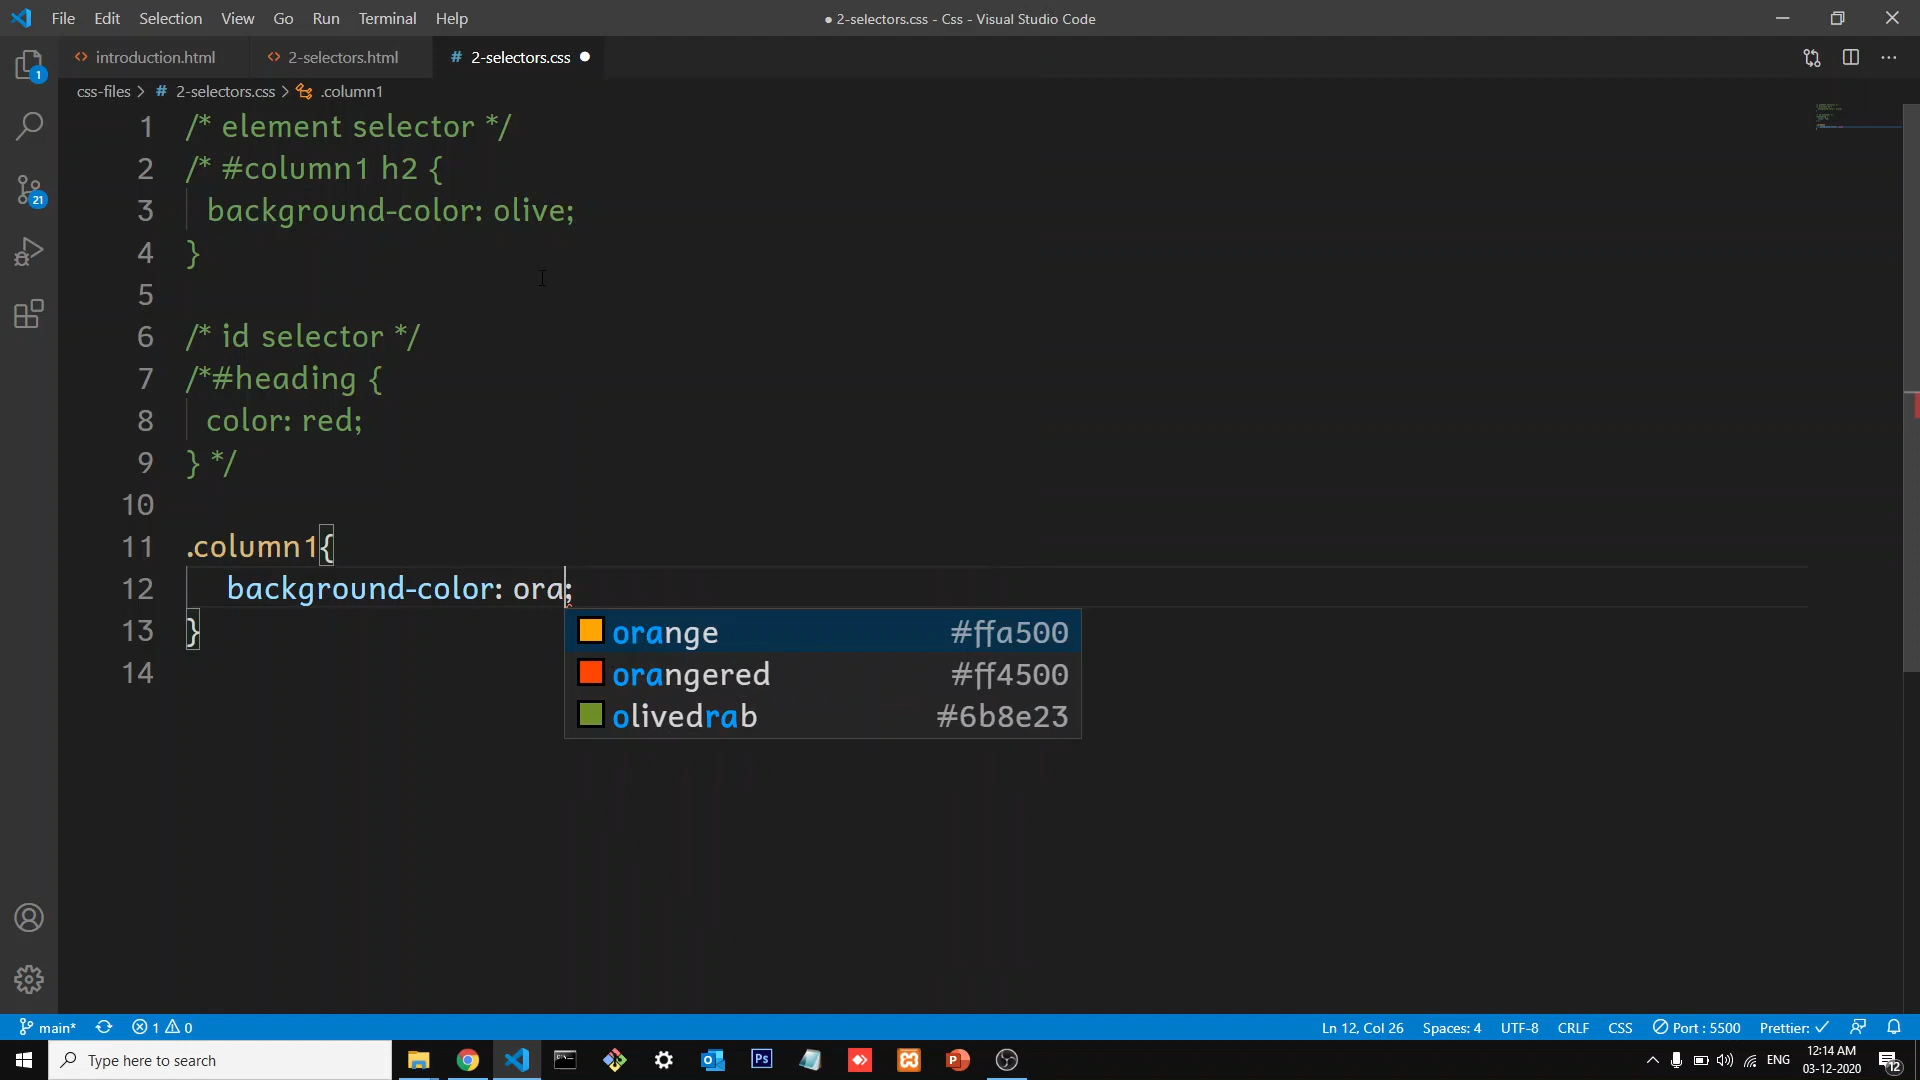 File Edit Selection View Go Run Terminal Help
● 2-selectors.css - Css - Visual Studio Code
introduction.html
2-selectors.html
# 2-selectors.css ●
css-files > # 2-selectors.css > .column1
1 /* element selector */
2 /* #column1 h2 {
3 background-color: olive;
4 }
5
6 /* id selector */
7 /*#heading {
8 color: red;
9 } */
10
11 .column1{
12 background-color: ora;
13 }
14
orange #ffa500
orangered #ff4500
olivedrab #6b8e23
1
21
main* 1 0
Ln 12, Col 26 Spaces: 4 UTF-8 CRLF CSS Port : 5500 Prettier: ✓
Type here to search
Ps
ENG
12:14 AM
03-12-2020
12